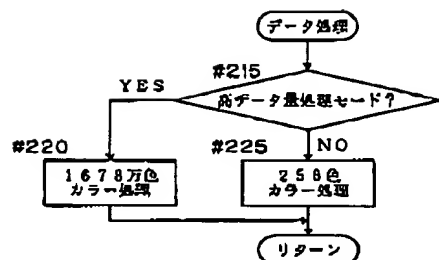 データ処理
#215
高データ量処理モード?
YES
NO
#220
#225
1678万色
カラー処理
256色
カラー処理
リターン